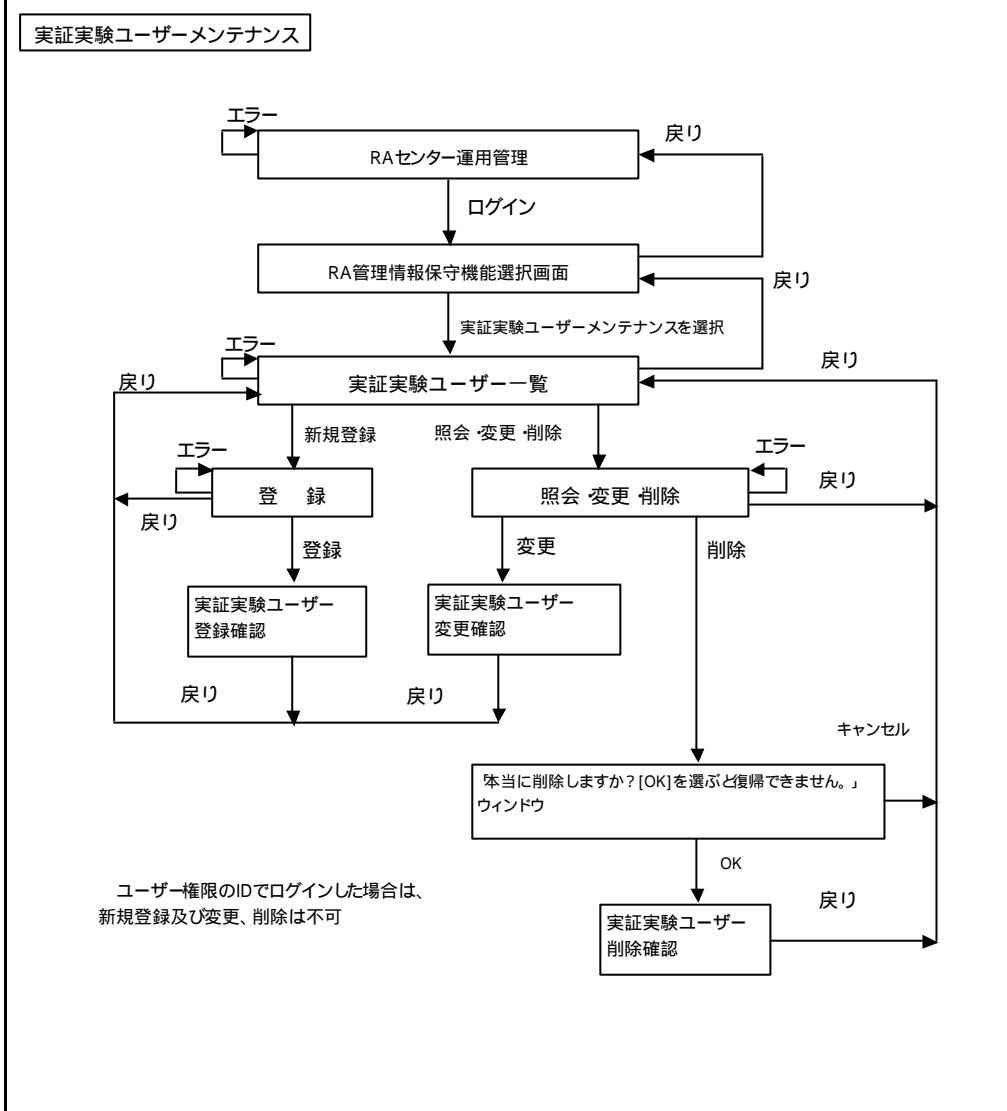 実証実験ユーザーメンテナンス
エラー
戻り
RAセンター運用管理
ログイン
RA管理情報保守機能選択画面
戻り
実証実験ユーザーメンテナンスを選択
エラー
戻り
戻り
実証実験ユーザー一覧
新規登録
照会・変更・削除
エラー
エラー
戻り
登 録
照会・変更・削除
戻り
登録
変更
削除
実証実験ユーザー
登録確認
実証実験ユーザー
変更確認
戻り
戻り
キャンセル
「本当に削除しますか?[OK]を選ぶと復帰できません。」
ウィンドウ
OK
ユーザー権限のIDでログインした場合は、
新規登録及び変更、削除は不可
戻り
実証実験ユーザー
削除確認